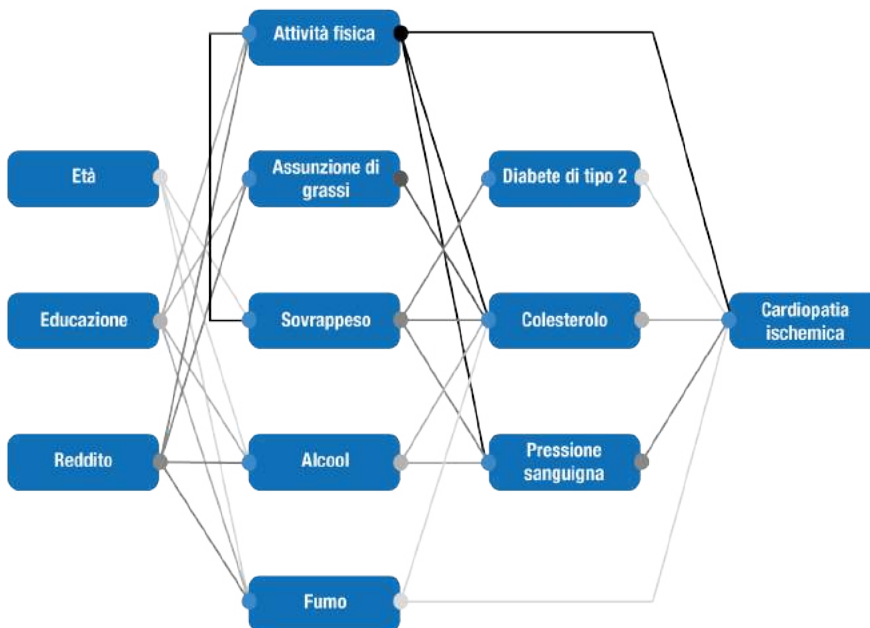 Attività fisica
Età
Assunzione di
grassi
Diabete di tipo 2
Educazione
Sovrappeso
Colesterolo
Cardiopatia
ischemica
Reddito
Alcool
Pressione
sanguigna
Fumo